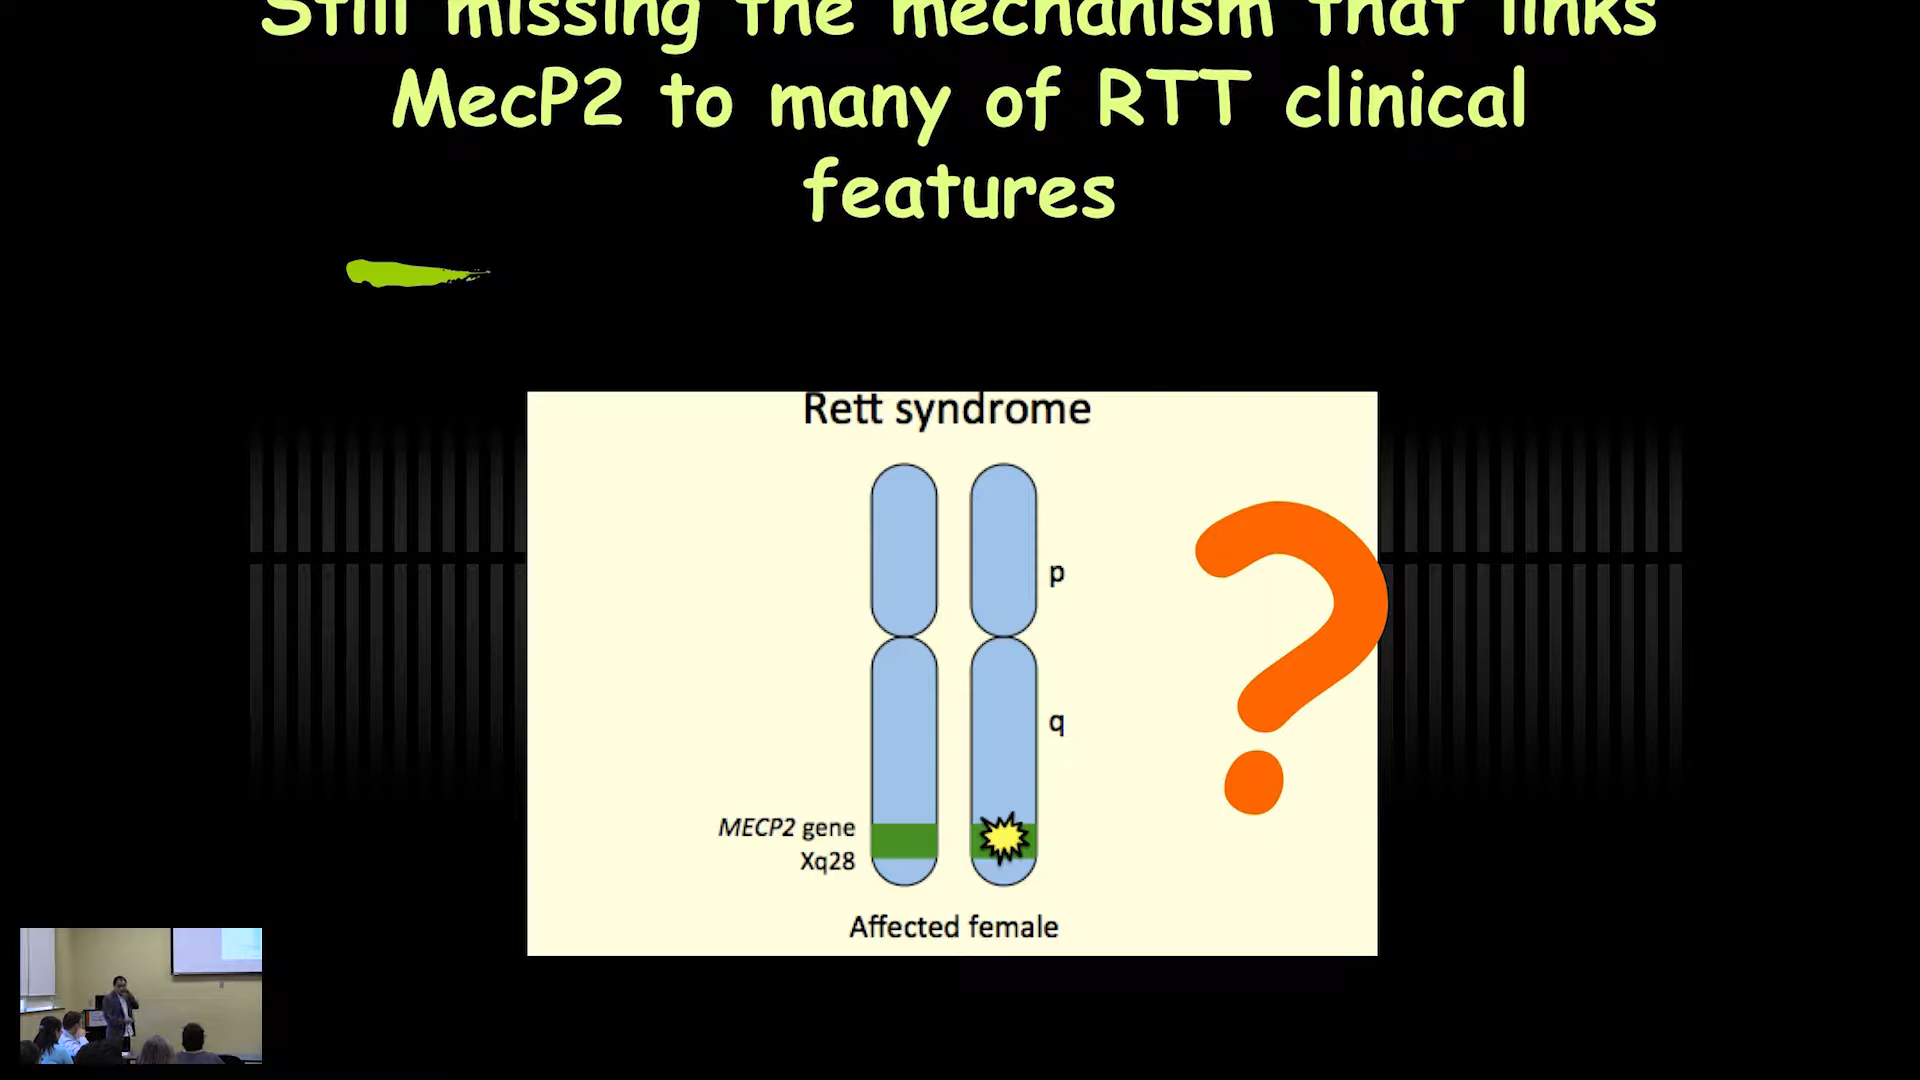 Still missing the mechanism that links
MecP2 to many of RTT clinical
features
Rett syndrome
p
q
MECP2 gene
Xq28
Affected female